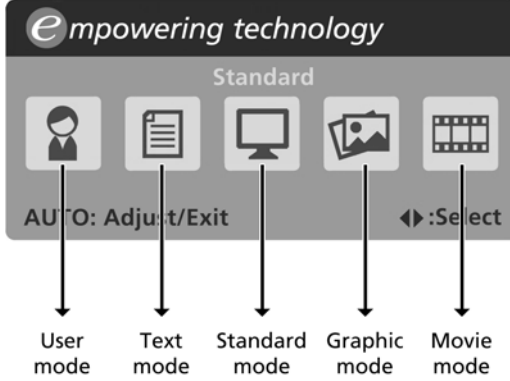 empowering technology
Standard
AUTO: Adjust/Exit :Select
User mode
Text mode
Standard mode
Graphic mode
Movie mode